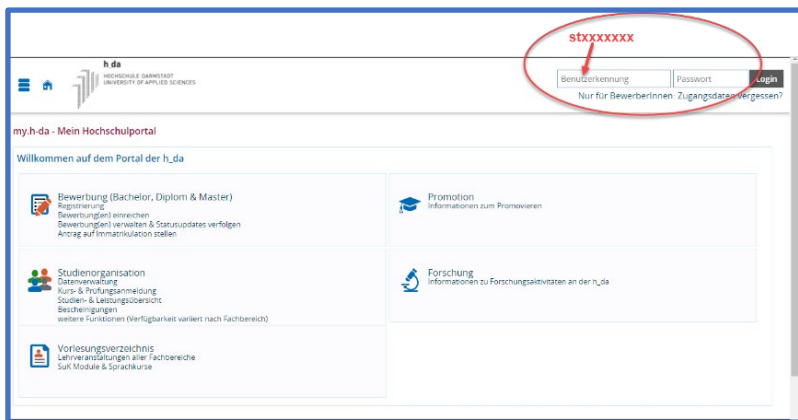 stxxxxxxx
h_da
HOCHSCHULE DARMSTADT
UNIVERSITY OF APPLIED SCIENCES
Benutzerkennung Passwort Login
Nur für BewerberInnen: Zugangsdaten vergessen?
my.h-da - Mein Hochschulportal
Willkommen auf dem Portal der h_da
Bewerbung (Bachelor, Diplom & Master)
Registrierung
Bewerbung(en) einreichen
Bewerbung(en) verwalten & Statusupdates verfolgen
Antrag auf Immatrikulation stellen
Promotion
Informationen zum Promovieren
Studienorganisation
Datenverwaltung
Kurs- & Prüfungsanmeldung
Studien- & Leistungsübersicht
Bescheinigungen
weitere Funktionen (Verfügbarkeit variiert nach Fachbereich)
Forschung
Informationen zu Forschungsaktivitäten an der h_da
Vorlesungsverzeichnis
Lehrveranstaltungen aller Fachbereiche
SuK Module & Sprachkurse